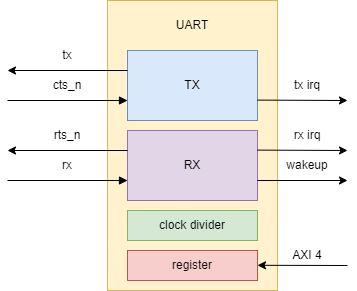 UART
tx
TX
cts_n
tx irq
rts_n
RX
rx irq
rx
wakeup
clock divider
register
AXI 4